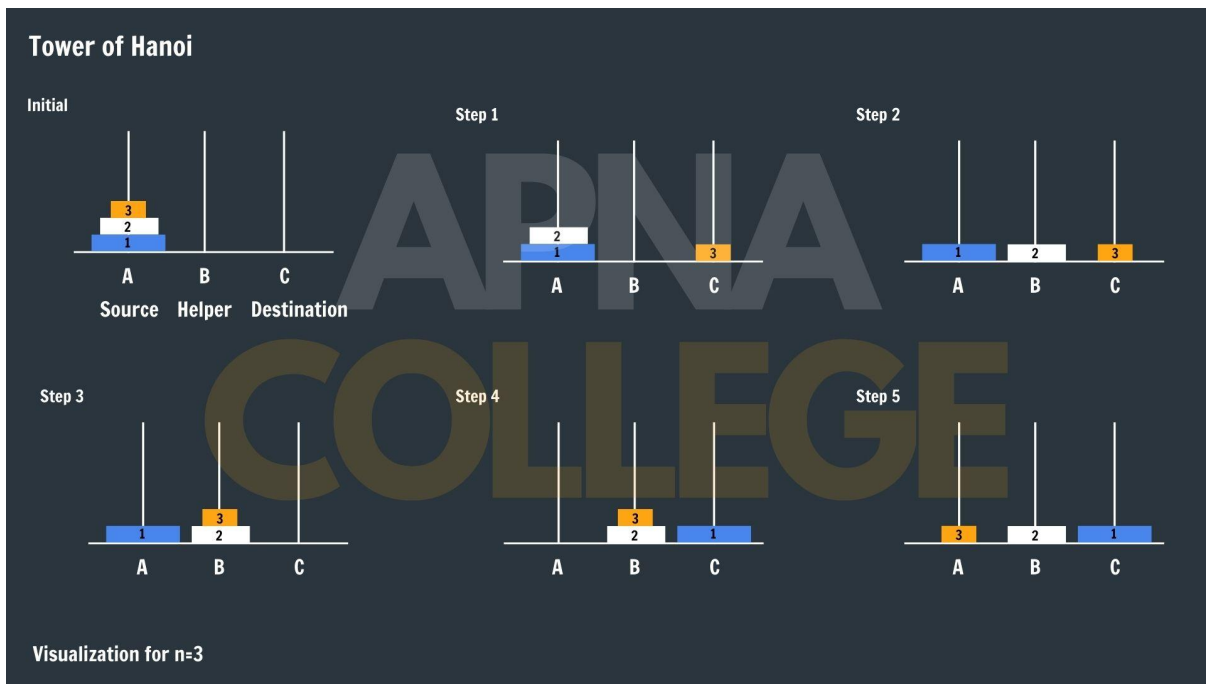 Tower of Hanoi
Initial
3
2
1
A B C
Source Helper Destination
Step 1
2
1 3
A B C
Step 2
1 2 3
A B C
APNA
COLLEGE
Step 3
3
1 2
A B C
Step 4
3
2 1
A B C
Step 5
3 2 1
A B C
Visualization for n=3